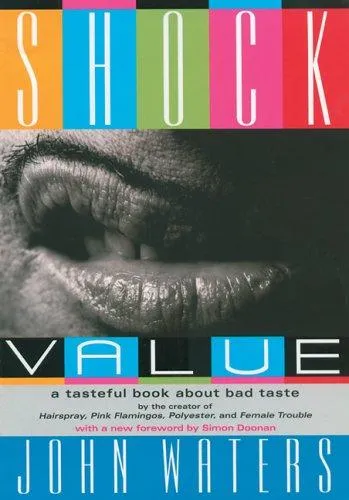 SHOCK
VALUE
a tasteful book about bad taste
by the creator of
Hairspray, Pink Flamingos, Polyester, and Female Trouble
with a new foreword by Simon Doonan
JOHN WATERS